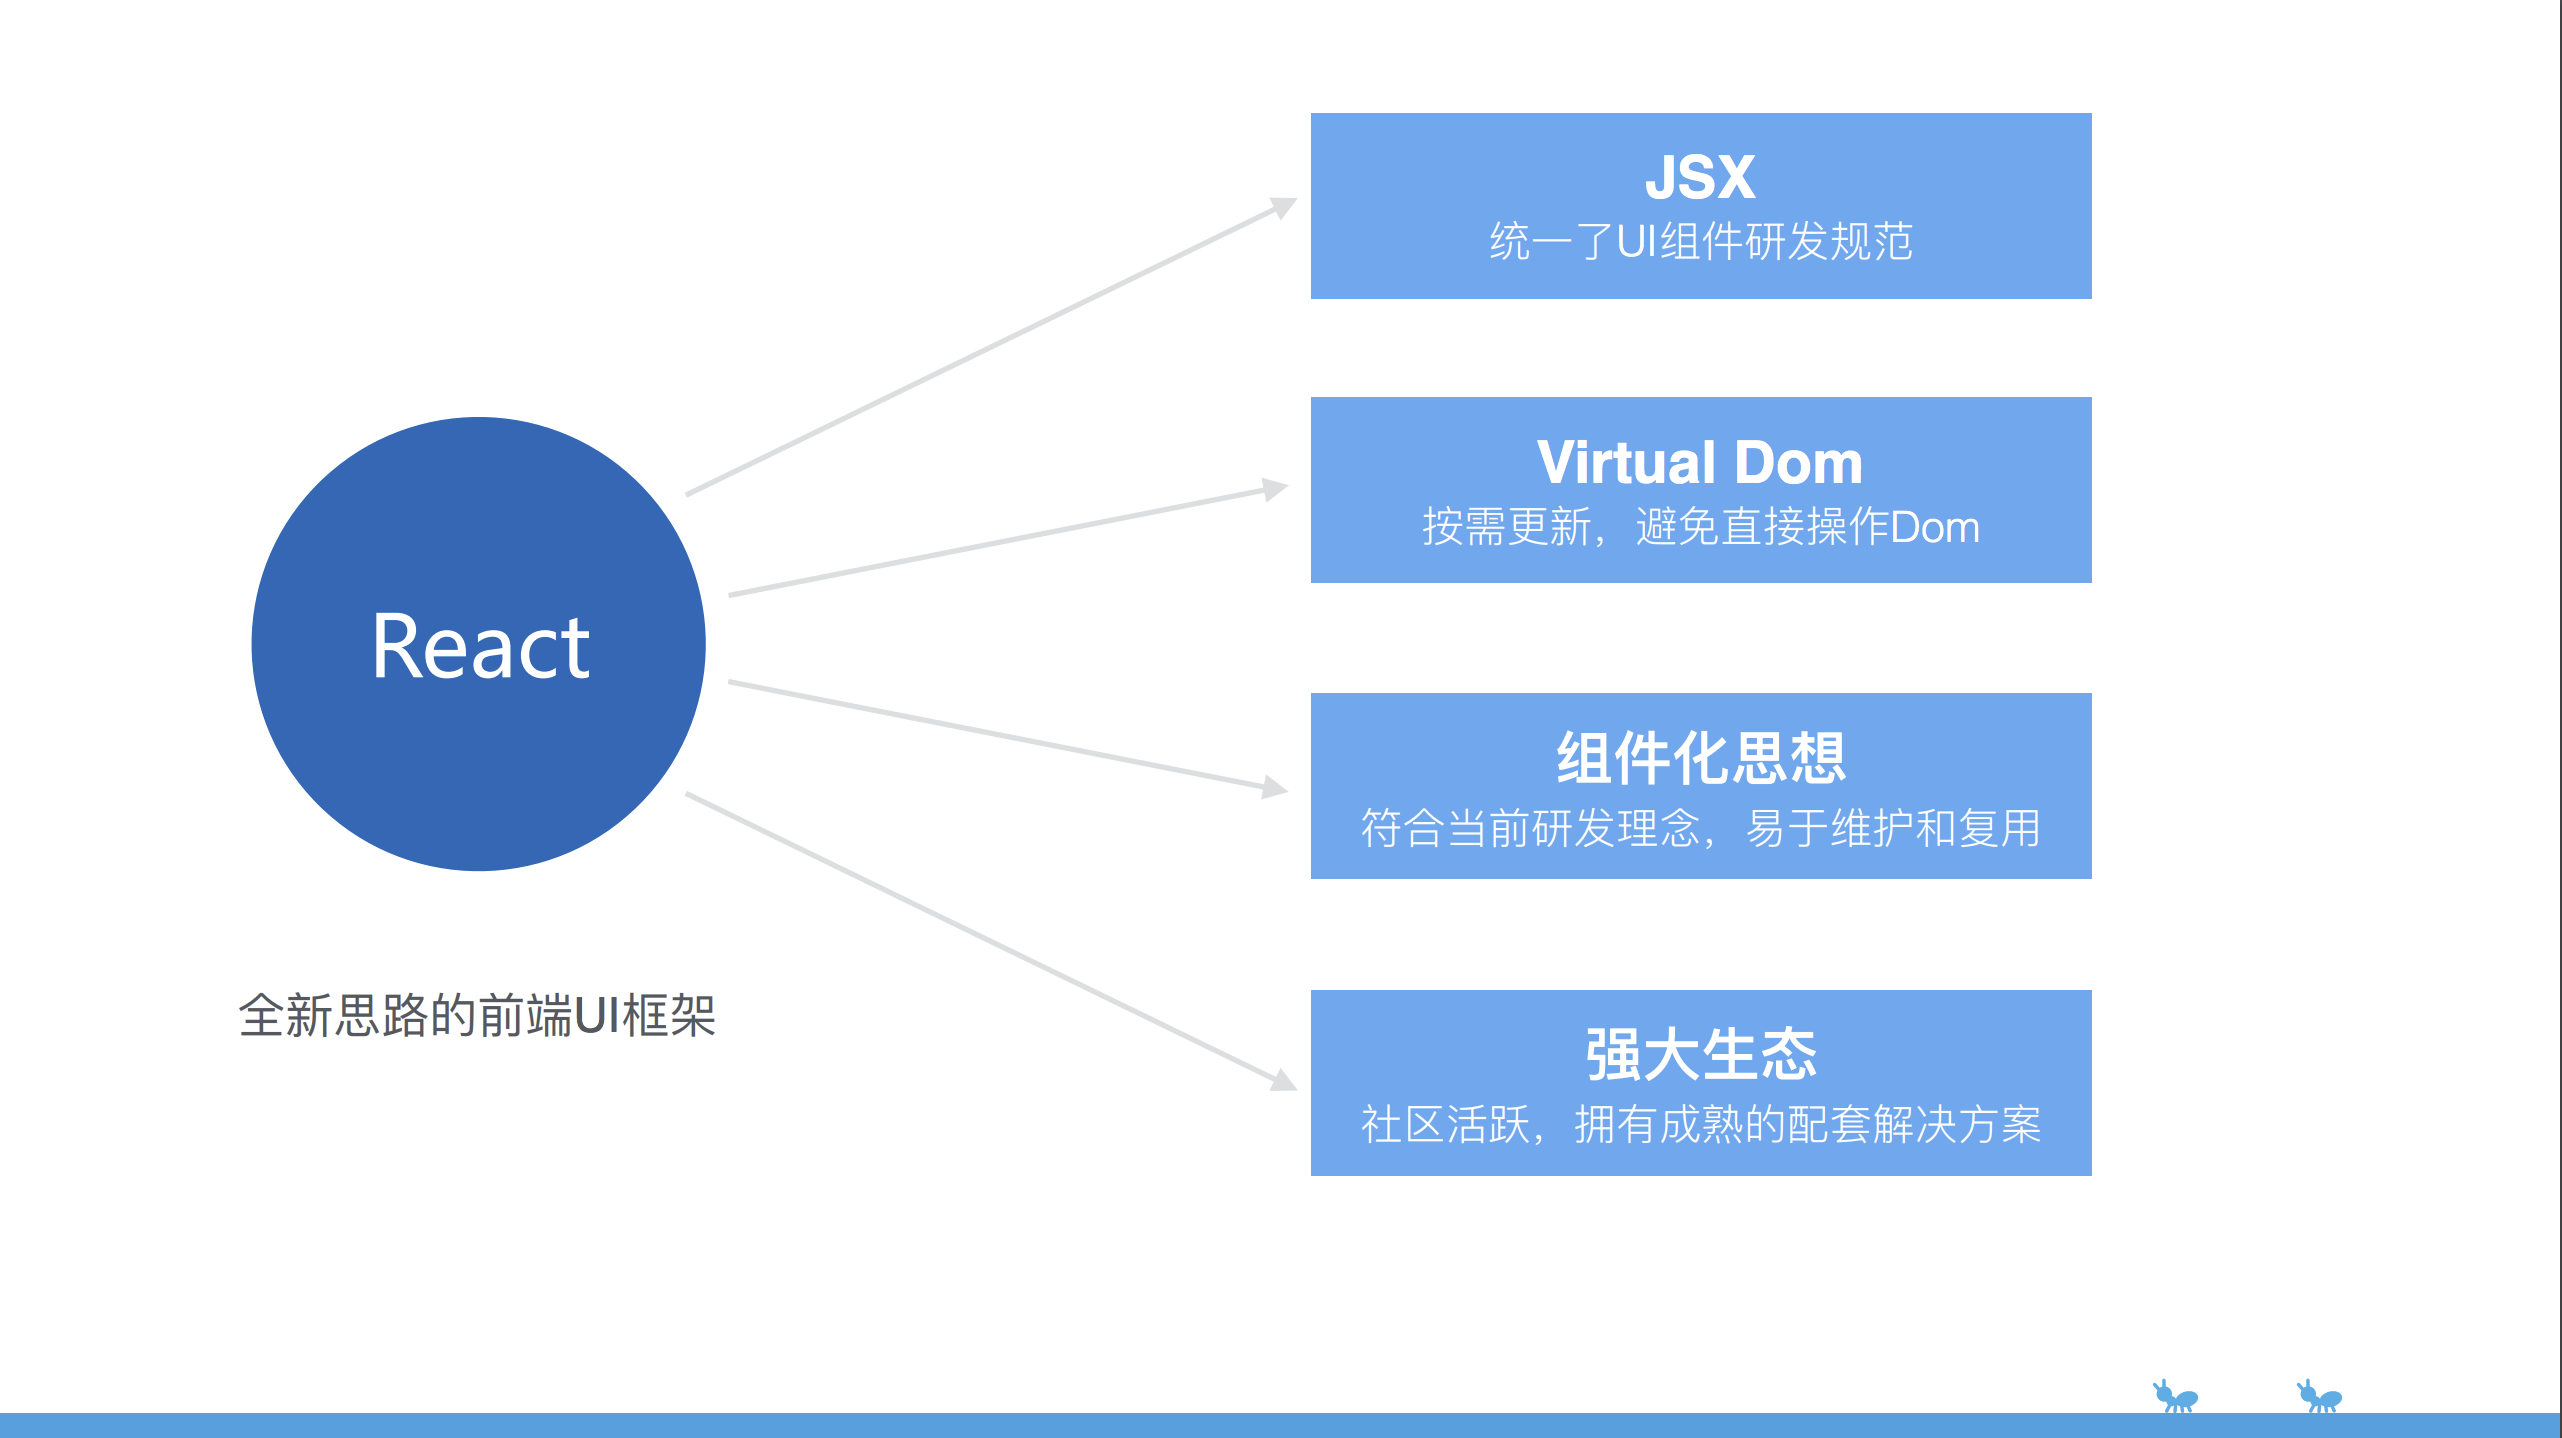 React
全新思路的前端UI框架
JSX
统一了UI组件研发规范
Virtual Dom
按需更新，避免直接操作Dom
组件化思想
符合当前研发理念，易于维护和复用
强大生态
社区活跃，拥有成熟的配套解决方案